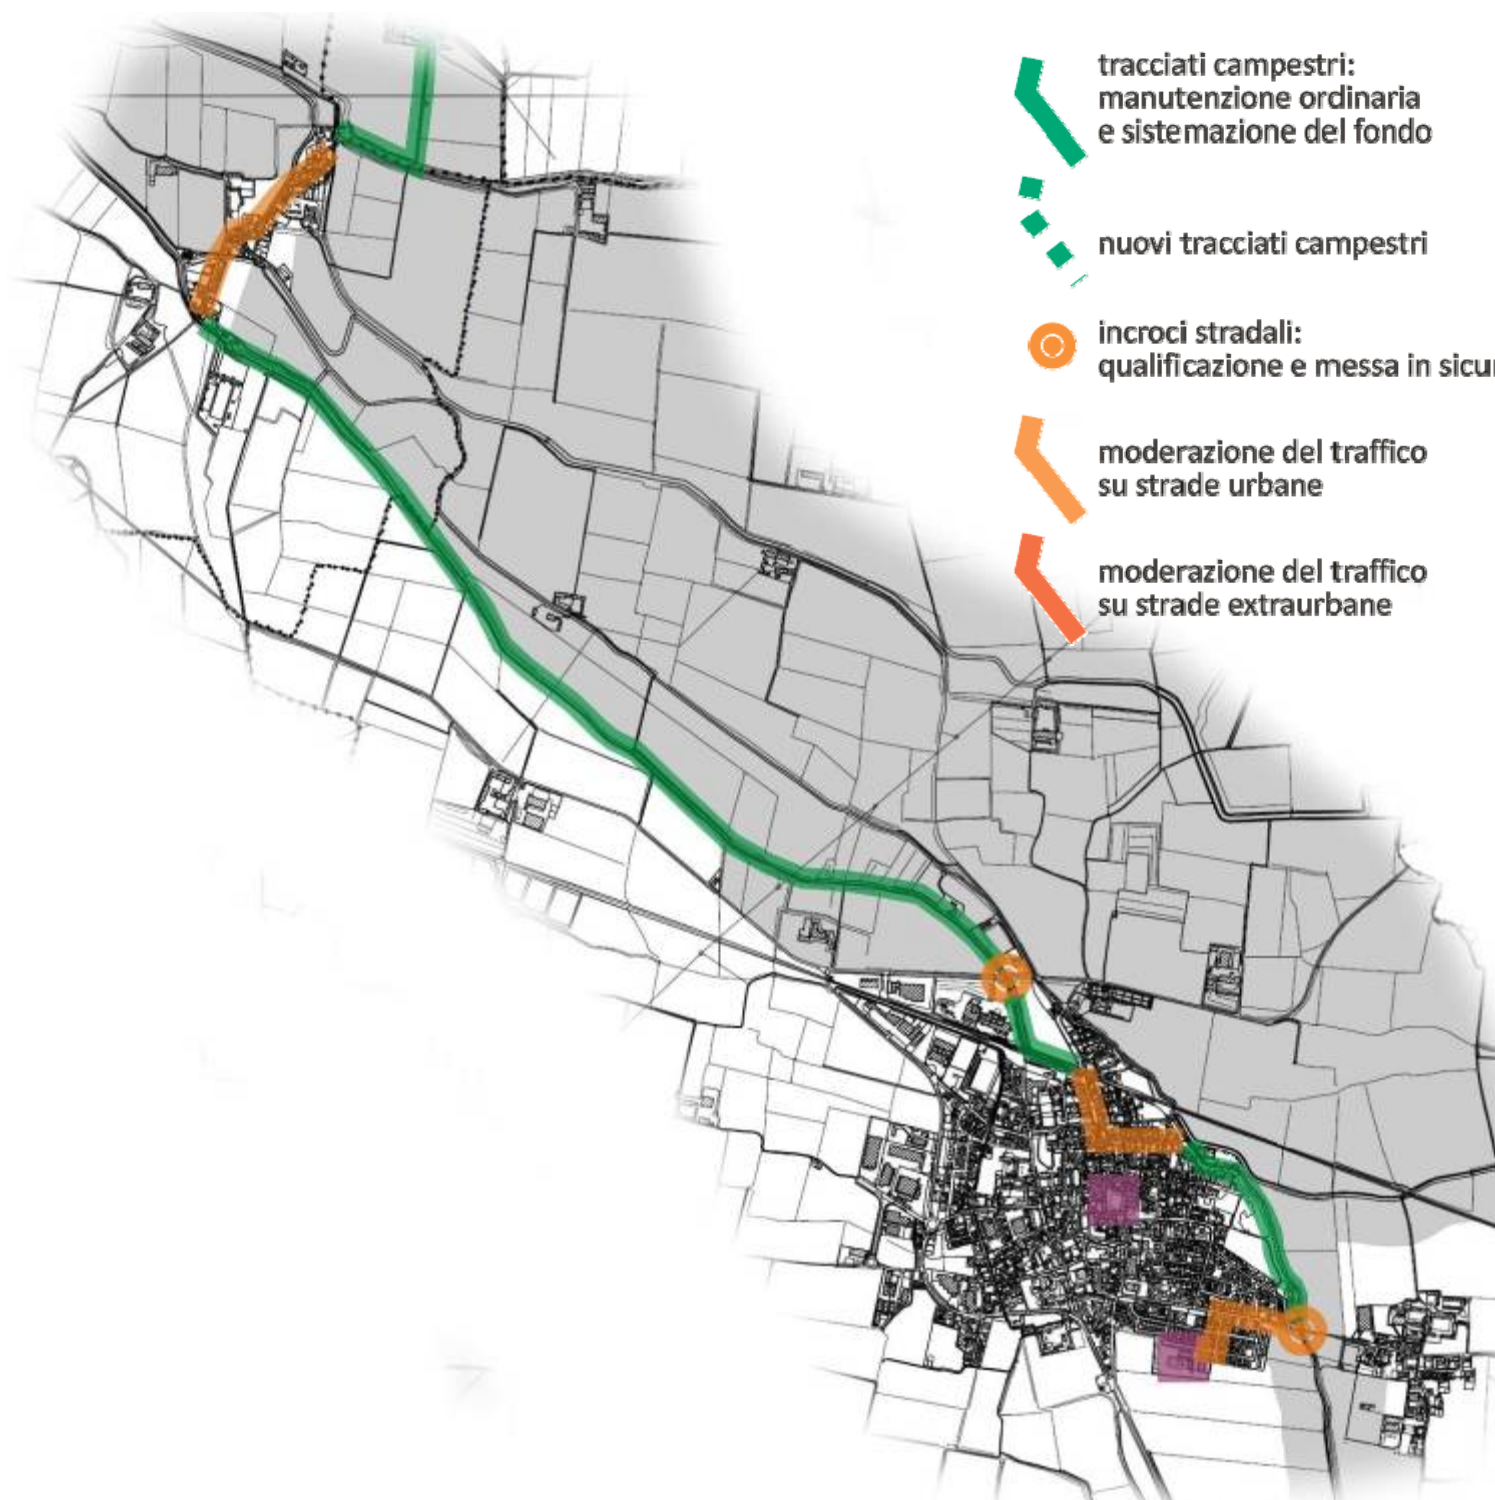 tracciati campestri:
manutenzione ordinaria
e sistemazione del fondo
nuovi tracciati campestri
incroci stradali:
qualificazione e messa in sicur
moderazione del traffico
su strade urbane
moderazione del traffico
su strade extraurbane